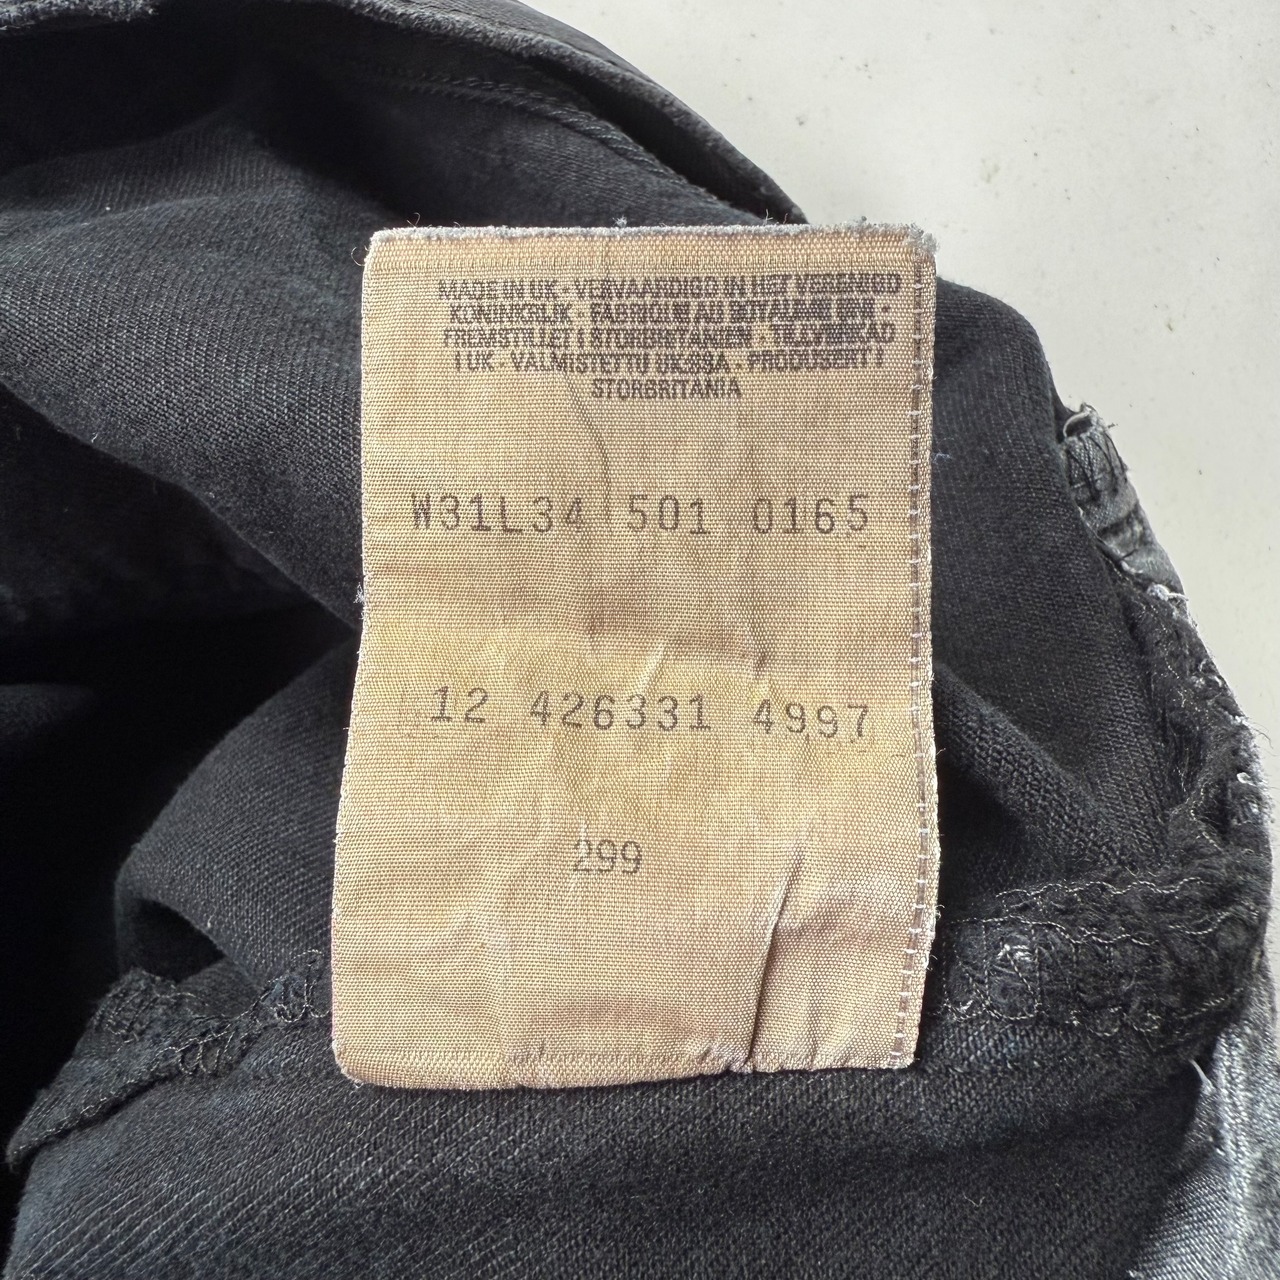 MADE IN UK - VERVAARDIGD IN HET VERENIGD
KONINKRIJK - FABRIQUE AU ROYAUME UNI -
FREMSTILLET I STORBRITANIEN - TILLVERKAD
I UK - VALMISTETTU UK:SSA - PRODUSERT I
STORBRITANIA
W31L34 501 0165
12 426331 4997
299